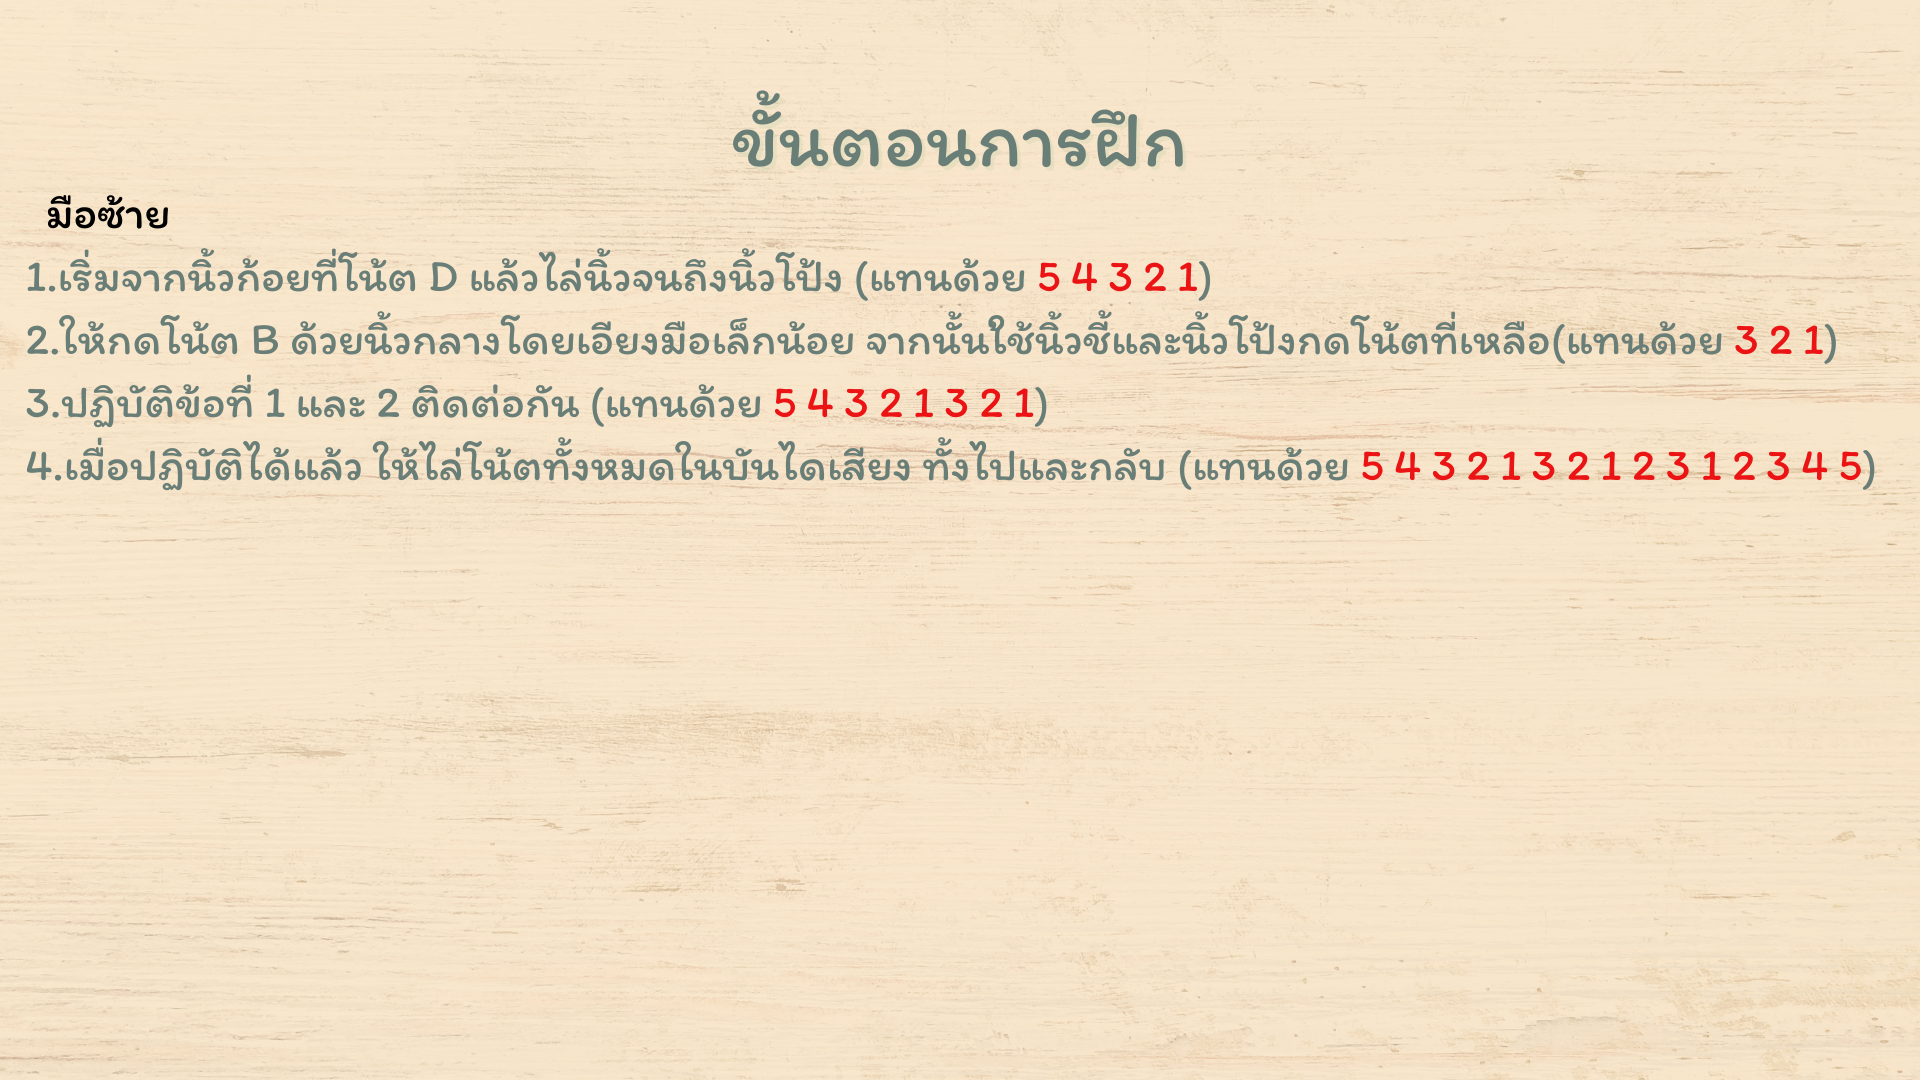 ขั้นตอนการฝึก
มือซ้าย
1.เริ่มจากนิ้วก้อยที่โน้ต D แล้วไล่นิ้วจนถึงนิ้วโป้ง (แทนด้วย 5 4 3 2 1)
2.ให้กดโน้ต B ด้วยนิ้วกลางโดยเอียงมือเล็กน้อย จากนั้นใช้นิ้วชี้และนิ้วโป้งกดโน้ตที่เหลือ(แทนด้วย 3 2 1)
3.ปฏิบัติข้อที่ 1 และ 2 ติดต่อกัน (แทนด้วย 5 4 3 2 1 3 2 1)
4.เมื่อปฏิบัติได้แล้ว ให้ไล่โน้ตทั้งหมดในบันไดเสียง ทั้งไปและกลับ (แทนด้วย 5 4 3 2 1 3 2 1 2 3 1 2 3 4 5)